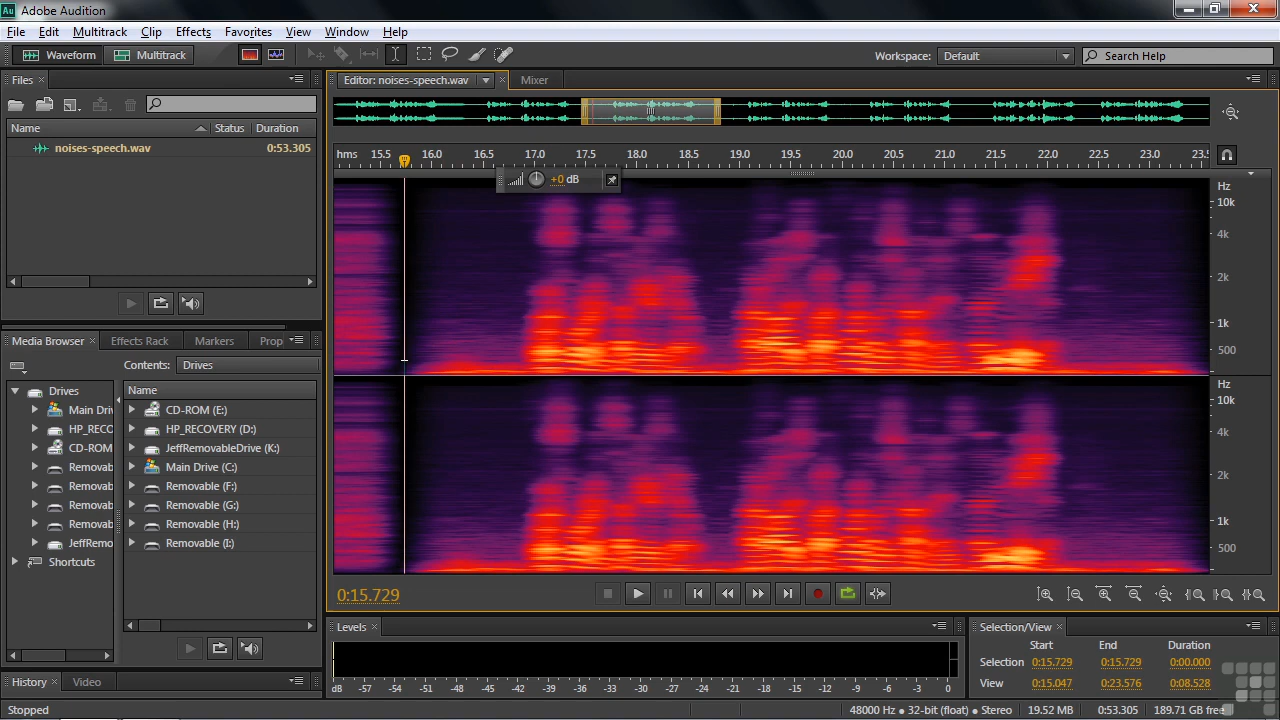 Au Adobe Audition
File Edit Multitrack Clip Effects Favorites View Window Help
Waveform Multitrack Workspace: Default Search Help
Files × Editor: noises-speech.wav × Mixer
Name Status Duration
noises-speech.wav 0:53.305
hms 15.5 16.0 16.5 17.0 17.5 18.0 18.5 19.0 19.5 20.0 20.5 21.0 21.5 22.0 22.5 23.0 23.5
+0 dB
Hz
10k
4k
2k
1k
500
Hz
10k
4k
2k
1k
500
Media Browser × Effects Rack Markers Prop
Contents: Drives
Drives
Main Driv
HP_RECO
CD-ROM
Removab
Removab
Removab
Removab
JeffRemo
Shortcuts
Name
CD-ROM (E:)
HP_RECOVERY (D:)
JeffRemovableDrive (K:)
Main Drive (C:)
Removable (F:)
Removable (G:)
Removable (H:)
Removable (I:)
0:15.729
Levels ×
dB -57 -54 -51 -48 -45 -42 -39 -36 -33 -30 -27 -24 -21 -18 -15 -12 -9 -6 -3 0
Selection/View ×
Start End Duration
Selection 0:15.729 0:15.729 0:00.000
View 0:15.047 0:23.576 0:08.528
History × Video
Stopped 48000 Hz ● 32-bit (float) ● Stereo 19.52 MB 0:53.305 189.71 GB free